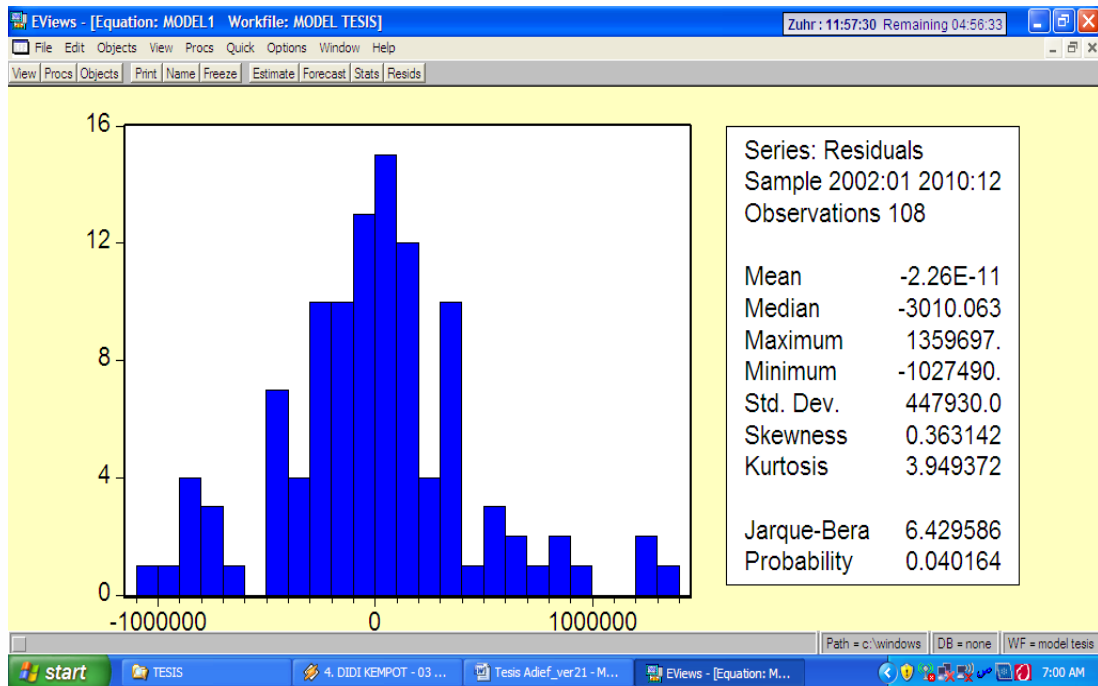 EViews - [Equation: MODEL1 Workfile: MODEL TESIS]
Zuhr : 11:57:30 Remaining 04:56:33
File Edit Objects View Procs Quick Options Window Help
View Procs Objects Print Name Freeze Estimate Forecast Stats Resids
16
12
8
4
0
-1000000 0 1000000
Series: Residuals
Sample 2002:01 2010:12
Observations 108
Mean -2.26E-11
Median -3010.063
Maximum 1359697.
Minimum -1027490.
Std. Dev. 447930.0
Skewness 0.363142
Kurtosis 3.949372
Jarque-Bera 6.429586
Probability 0.040164
Path = c:\windows DB = none WF = model tesis
start TESIS 4. DIDI KEMPOT - 03 ... Tesis Adief_ver21 - M... EViews - [Equation: M... 7:00 AM